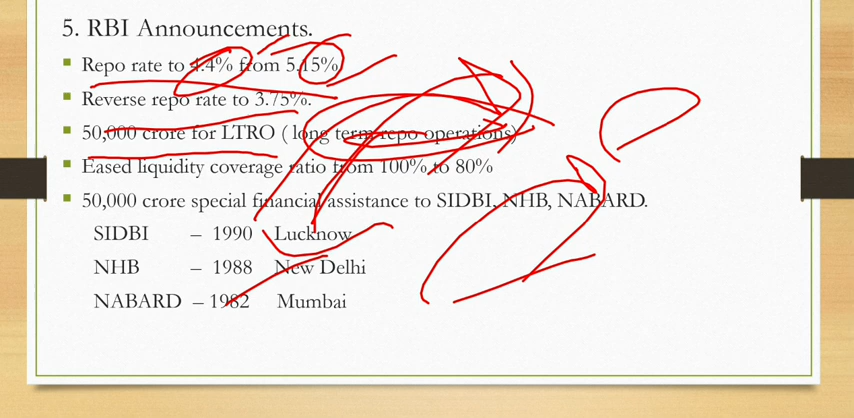 5. RBI Announcements.
Repo rate to 4.4% from 5.15%
Reverse repo rate to 3.75%.
50,000 crore for LTRO ( long term repo operations)
Eased liquidity coverage ratio from 100% to 80%
50,000 crore special financial assistance to SIDBI, NHB, NABARD.
SIDBI – 1990 Lucknow
NHB – 1988 New Delhi
NABARD – 1982 Mumbai